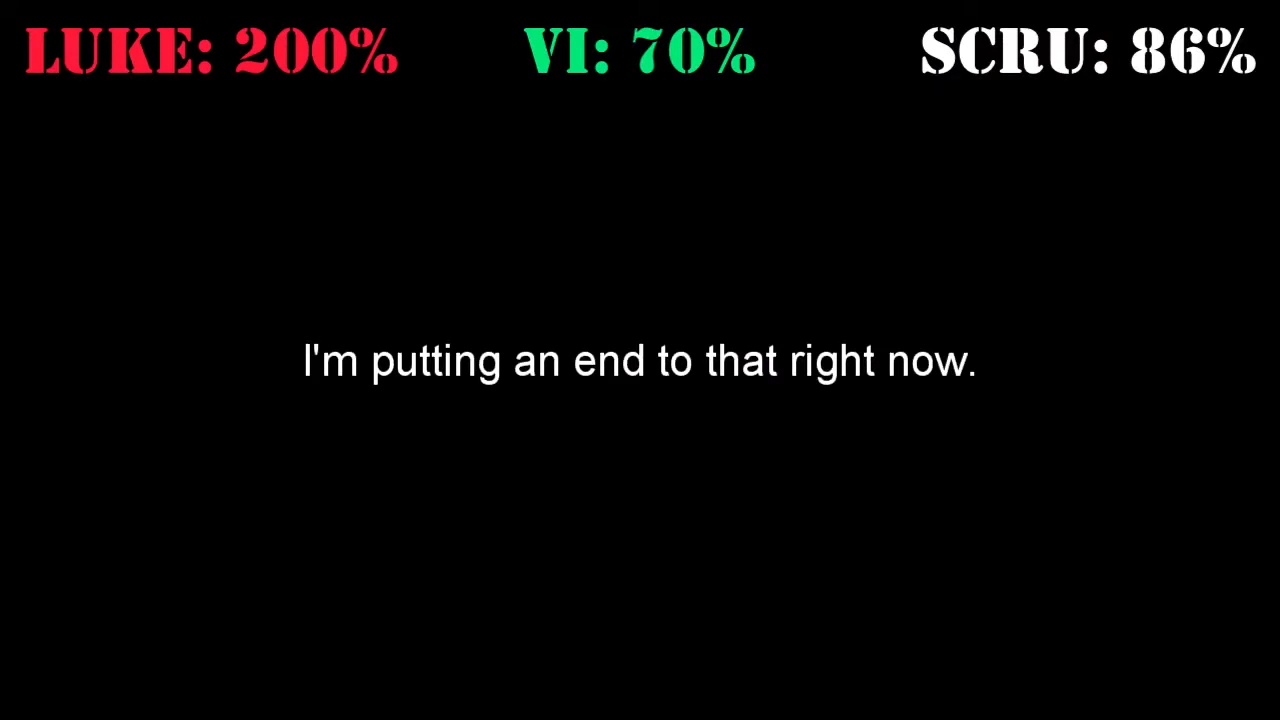 LUKE: 200% VI: 70% SCRU: 86%
I'm putting an end to that right now.